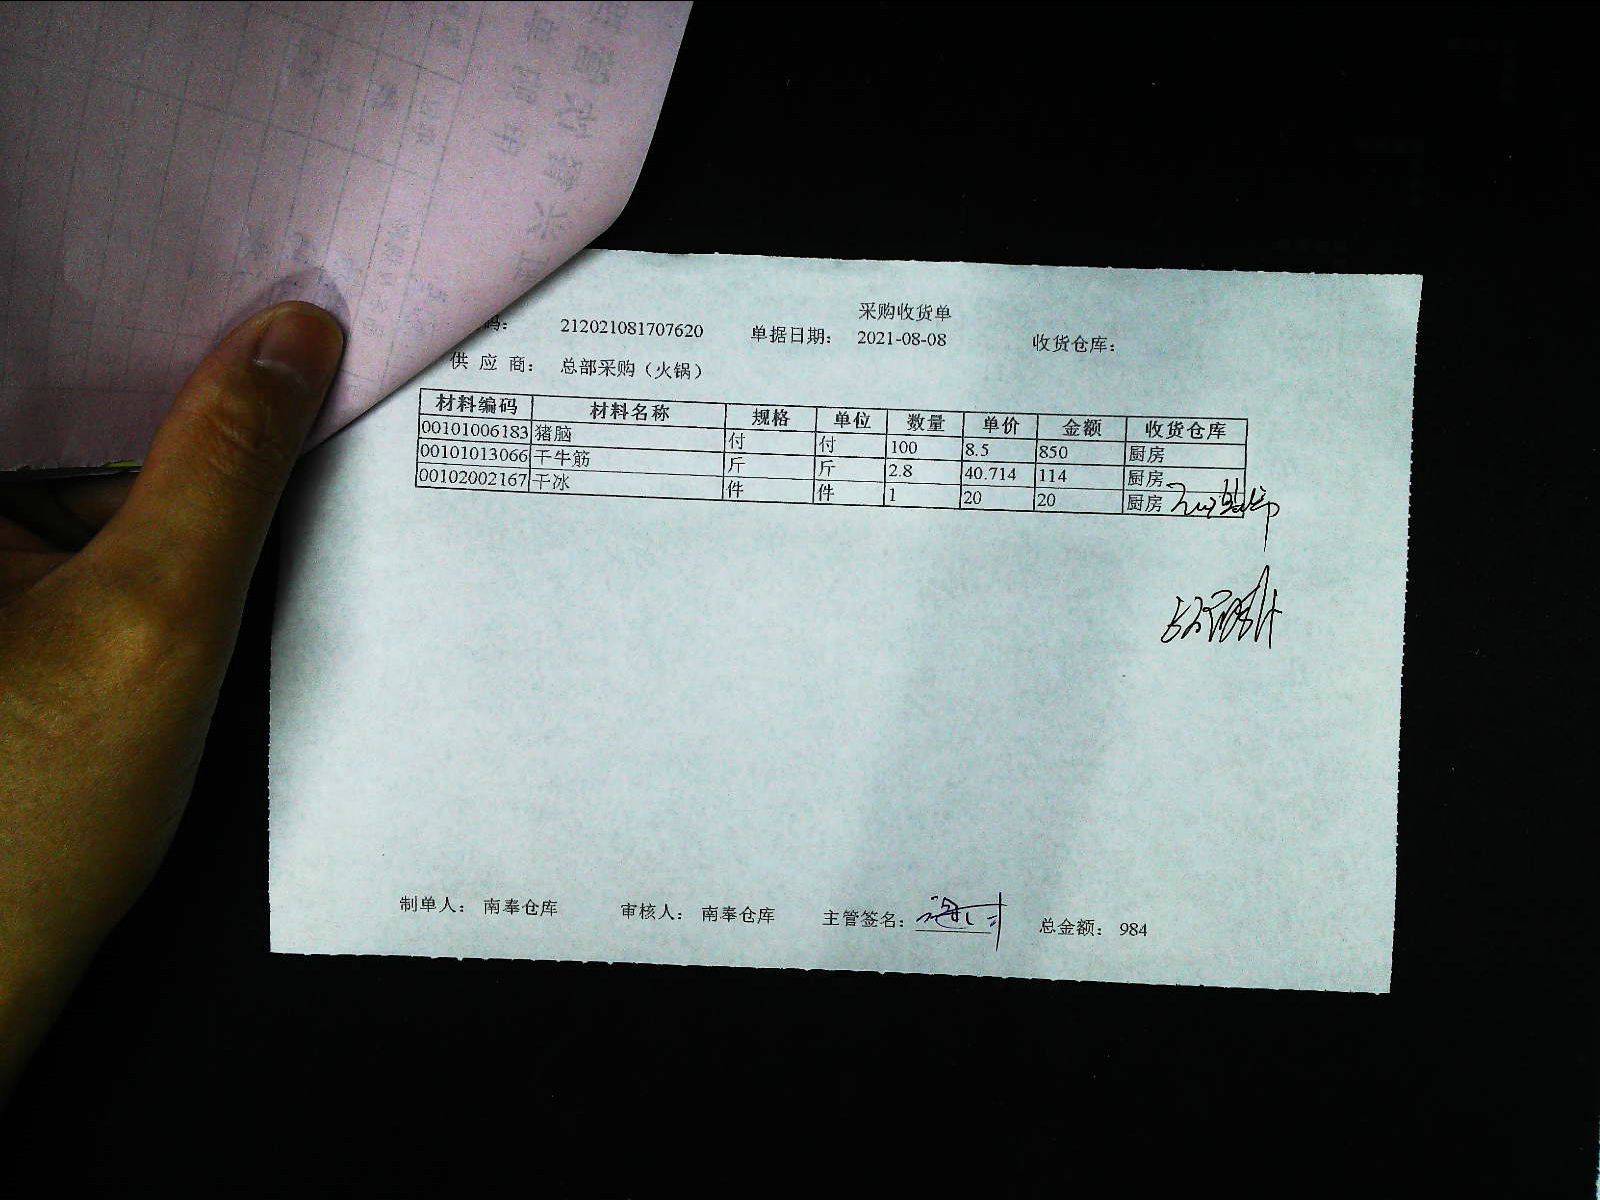 采购收货单
码： 212021081707620 单据日期： 2021-08-08 收货仓库：
供 应 商： 总部采购（火锅）
材料编码 材料名称 规格 单位 数量 单价 金额 收货仓库
00101006183 猪脑 付 付 100 8.5 850 厨房
00101013066 干牛筋 斤 斤 2.8 40.714 114 厨房
00102002167 干冰 件 件 1 20 20 厨房
制单人： 南奉仓库 审核人： 南奉仓库 主管签名： 总金额： 984